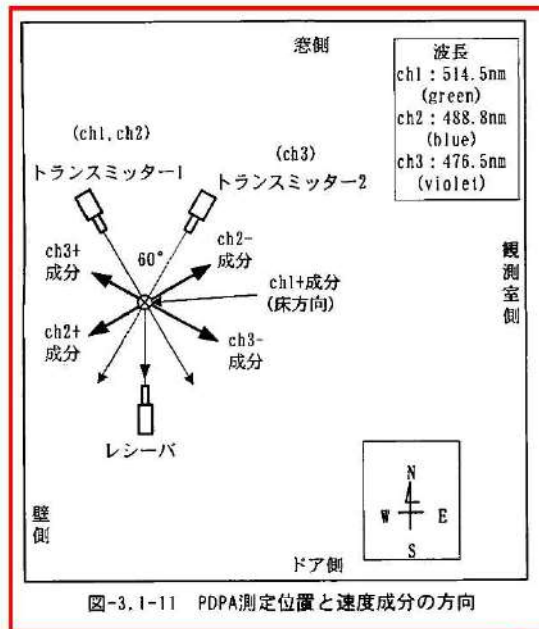 窓側
波長
ch1：514.5nm
(green)
ch2：488.8nm
(blue)
ch3：476.5nm
(violet)
(ch1,ch2)
トランスミッター1
(ch3)
トランスミッター2
ch3+
成分
60°
ch2-
成分
ch1+成分
(床方向)
ch2+
成分
ch3-
成分
観測室側
レシーバ
壁側
N
W E
S
ドア側
図-3.1-11 PDPA測定位置と速度成分の方向